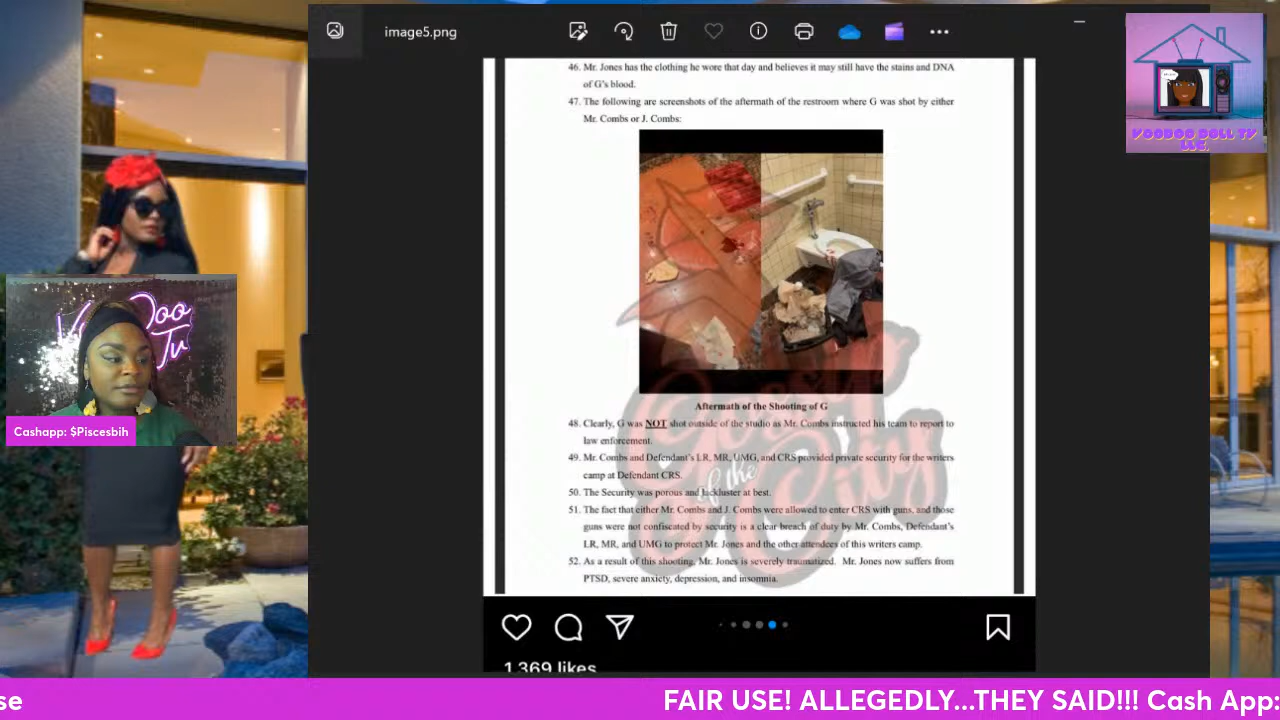 image5.png
VOODOO DOLL TV
LLC.
46. Mr. Jones has the clothing he wore that day and believes it may still have the stains and DNA
of G's blood.
47. The following are screenshots of the aftermath of the restroom where G was shot by either
Mr. Combs or J. Combs:
Aftermath of the Shooting of G
48. Clearly, G was NOT shot outside of the studio as Mr. Combs instructed his team to report to
law enforcement.
49. Mr. Combs and Defendant's LR, MR, UMG, and CRS provided private security for the writers
camp at Defendant CRS.
50. The Security was porous and lackluster at best.
51. The fact that either Mr. Combs and J. Combs were allowed to enter CRS with guns, and those
guns were not confiscated by security is a clear breach of duty by Mr. Combs, Defendant's
LR, MR, and UMG to protect Mr. Jones and the other attendees of this writers camp.
52. As a result of this shooting, Mr. Jones is severely traumatized. Mr. Jones now suffers from
PTSD, severe anxiety, depression, and insomnia.
of the
1,369 likes
Doo
Tv
Cashapp: $Piscesbih
se
FAIR USE! ALLEGEDLY...THEY SAID!!! Cash App: